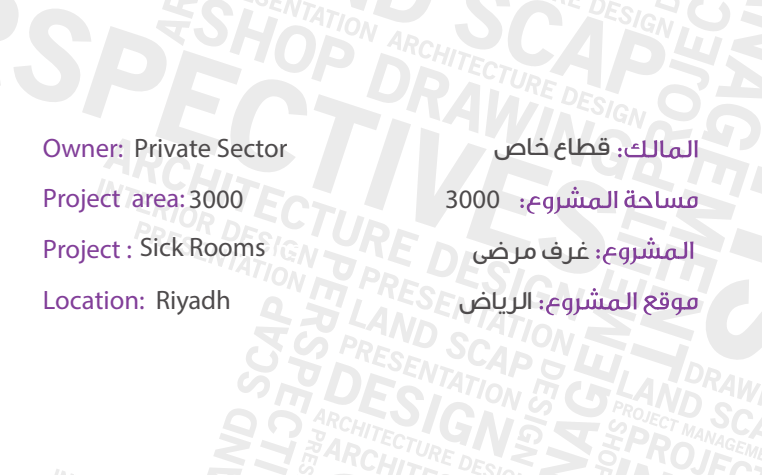 Owner: Private Sector
المالك: قطاع خاص
Project area: 3000
مساحة المشروع: 3000
Project : Sick Rooms
المشروع: غرف مرضى
Location: Riyadh
موقع المشروع: الرياض